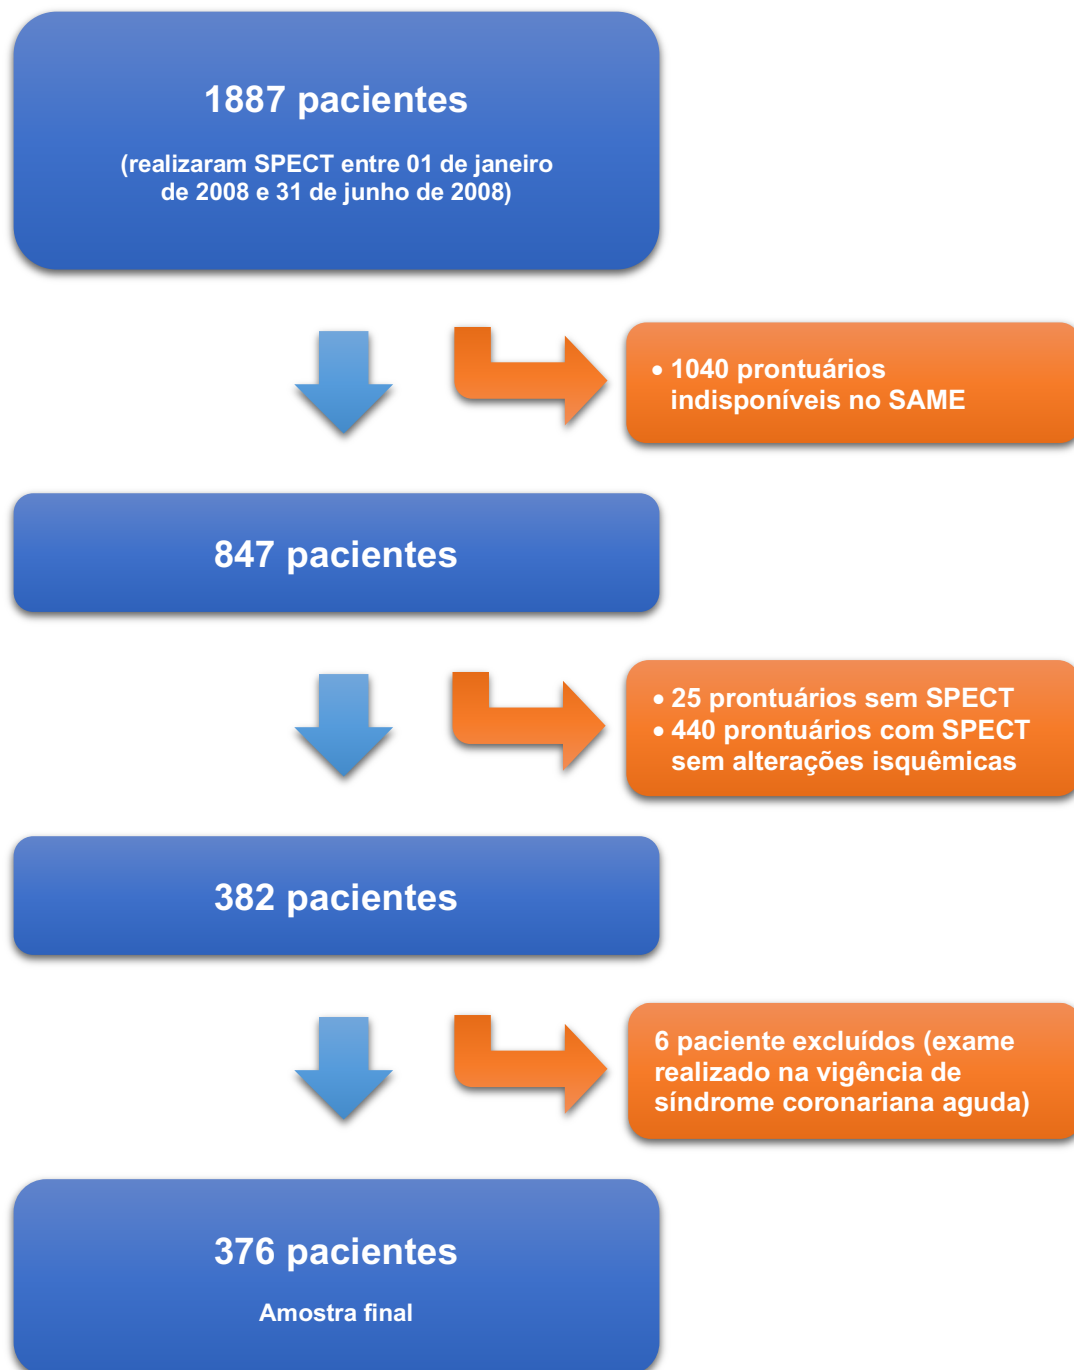 1887 pacientes
(realizaram SPECT entre 01 de janeiro
de 2008 e 31 de junho de 2008)
• 1040 prontuários
indisponíveis no SAME
847 pacientes
• 25 prontuários sem SPECT
• 440 prontuários com SPECT
sem alterações isquêmicas
382 pacientes
6 paciente excluídos (exame
realizado na vigência de
síndrome coronariana aguda)
376 pacientes
Amostra final